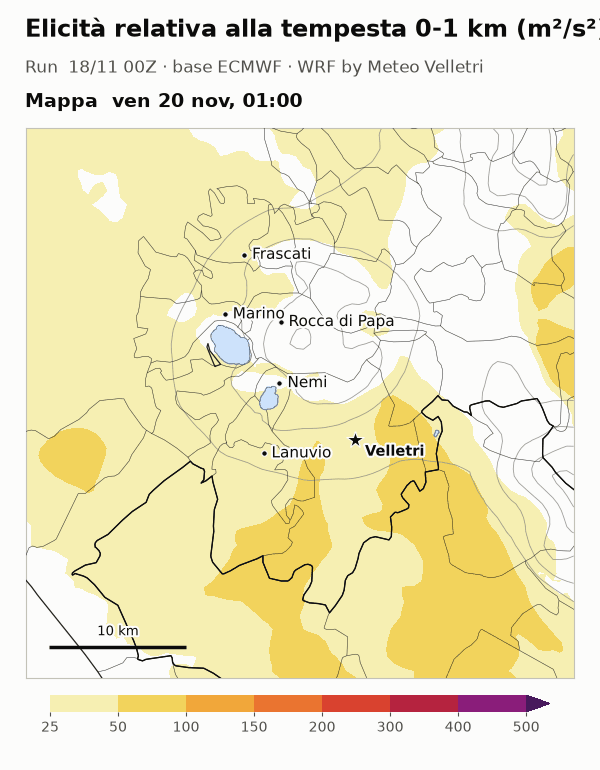 Elicità relativa alla tempesta 0-1 km (m²/s²)
Run  18/11 00Z · base ECMWF · WRF by Meteo Velletri
Mappa  ven 20 nov, 01:00
Frascati
Marino
Rocca di Papa
Nemi
Lanuvio
Velletri
10 km
25 50 100 150 200 300 400 500